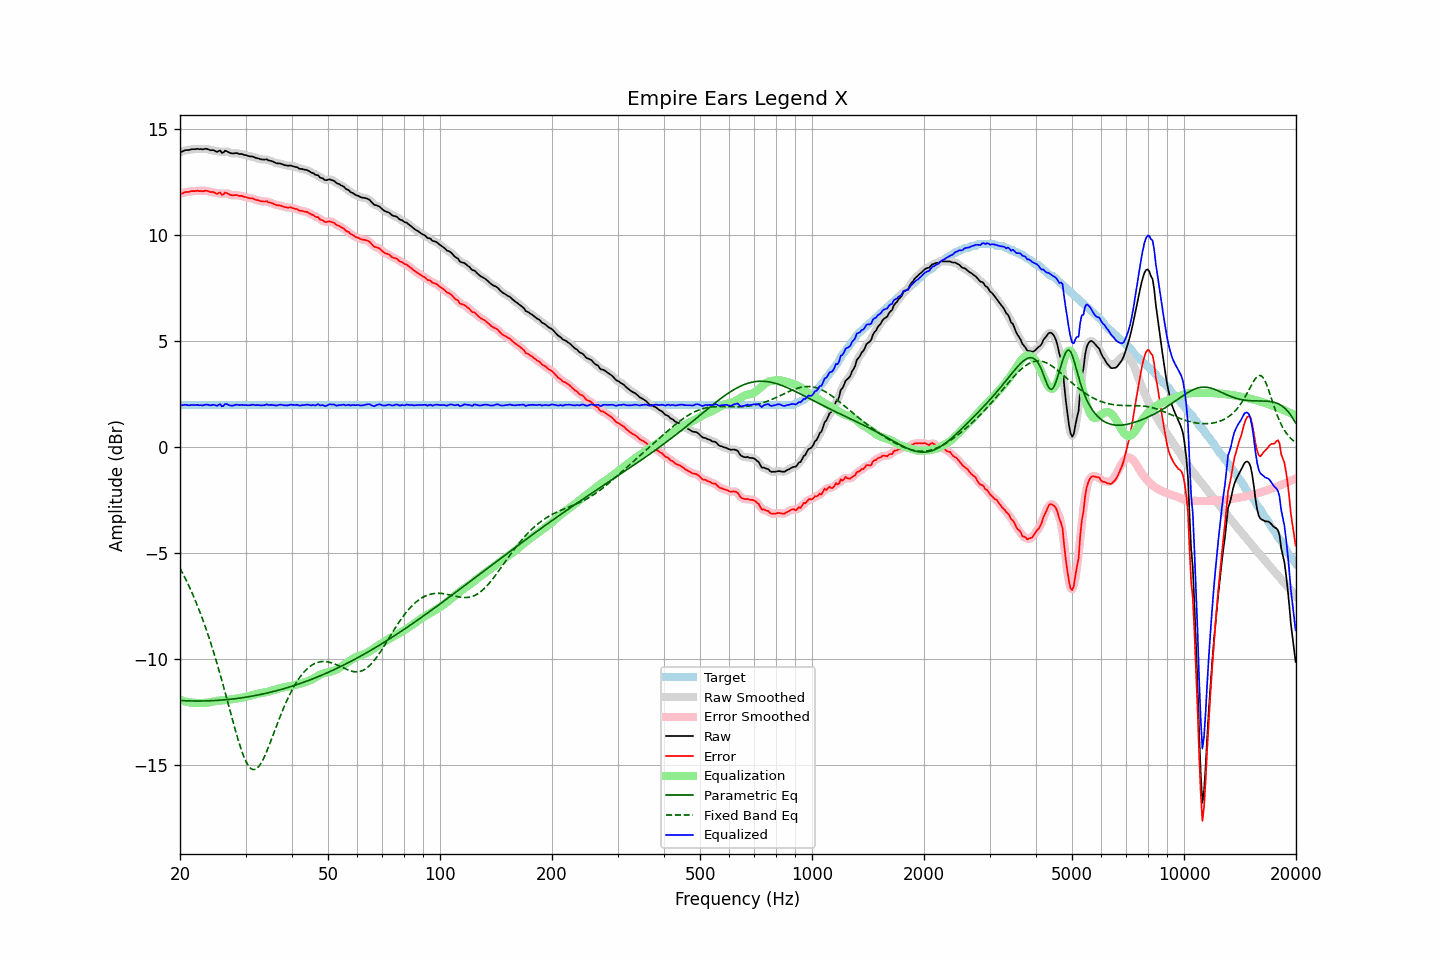 Empire Ears Legend X
Amplitude (dBr)
15
10
5
0
−5
−10
−15
Target
Raw Smoothed
Error Smoothed
Raw
Error
Equalization
Parametric Eq
Fixed Band Eq
Equalized
20 50 100 200 500 1000 2000 5000 10000 20000
Frequency (Hz)